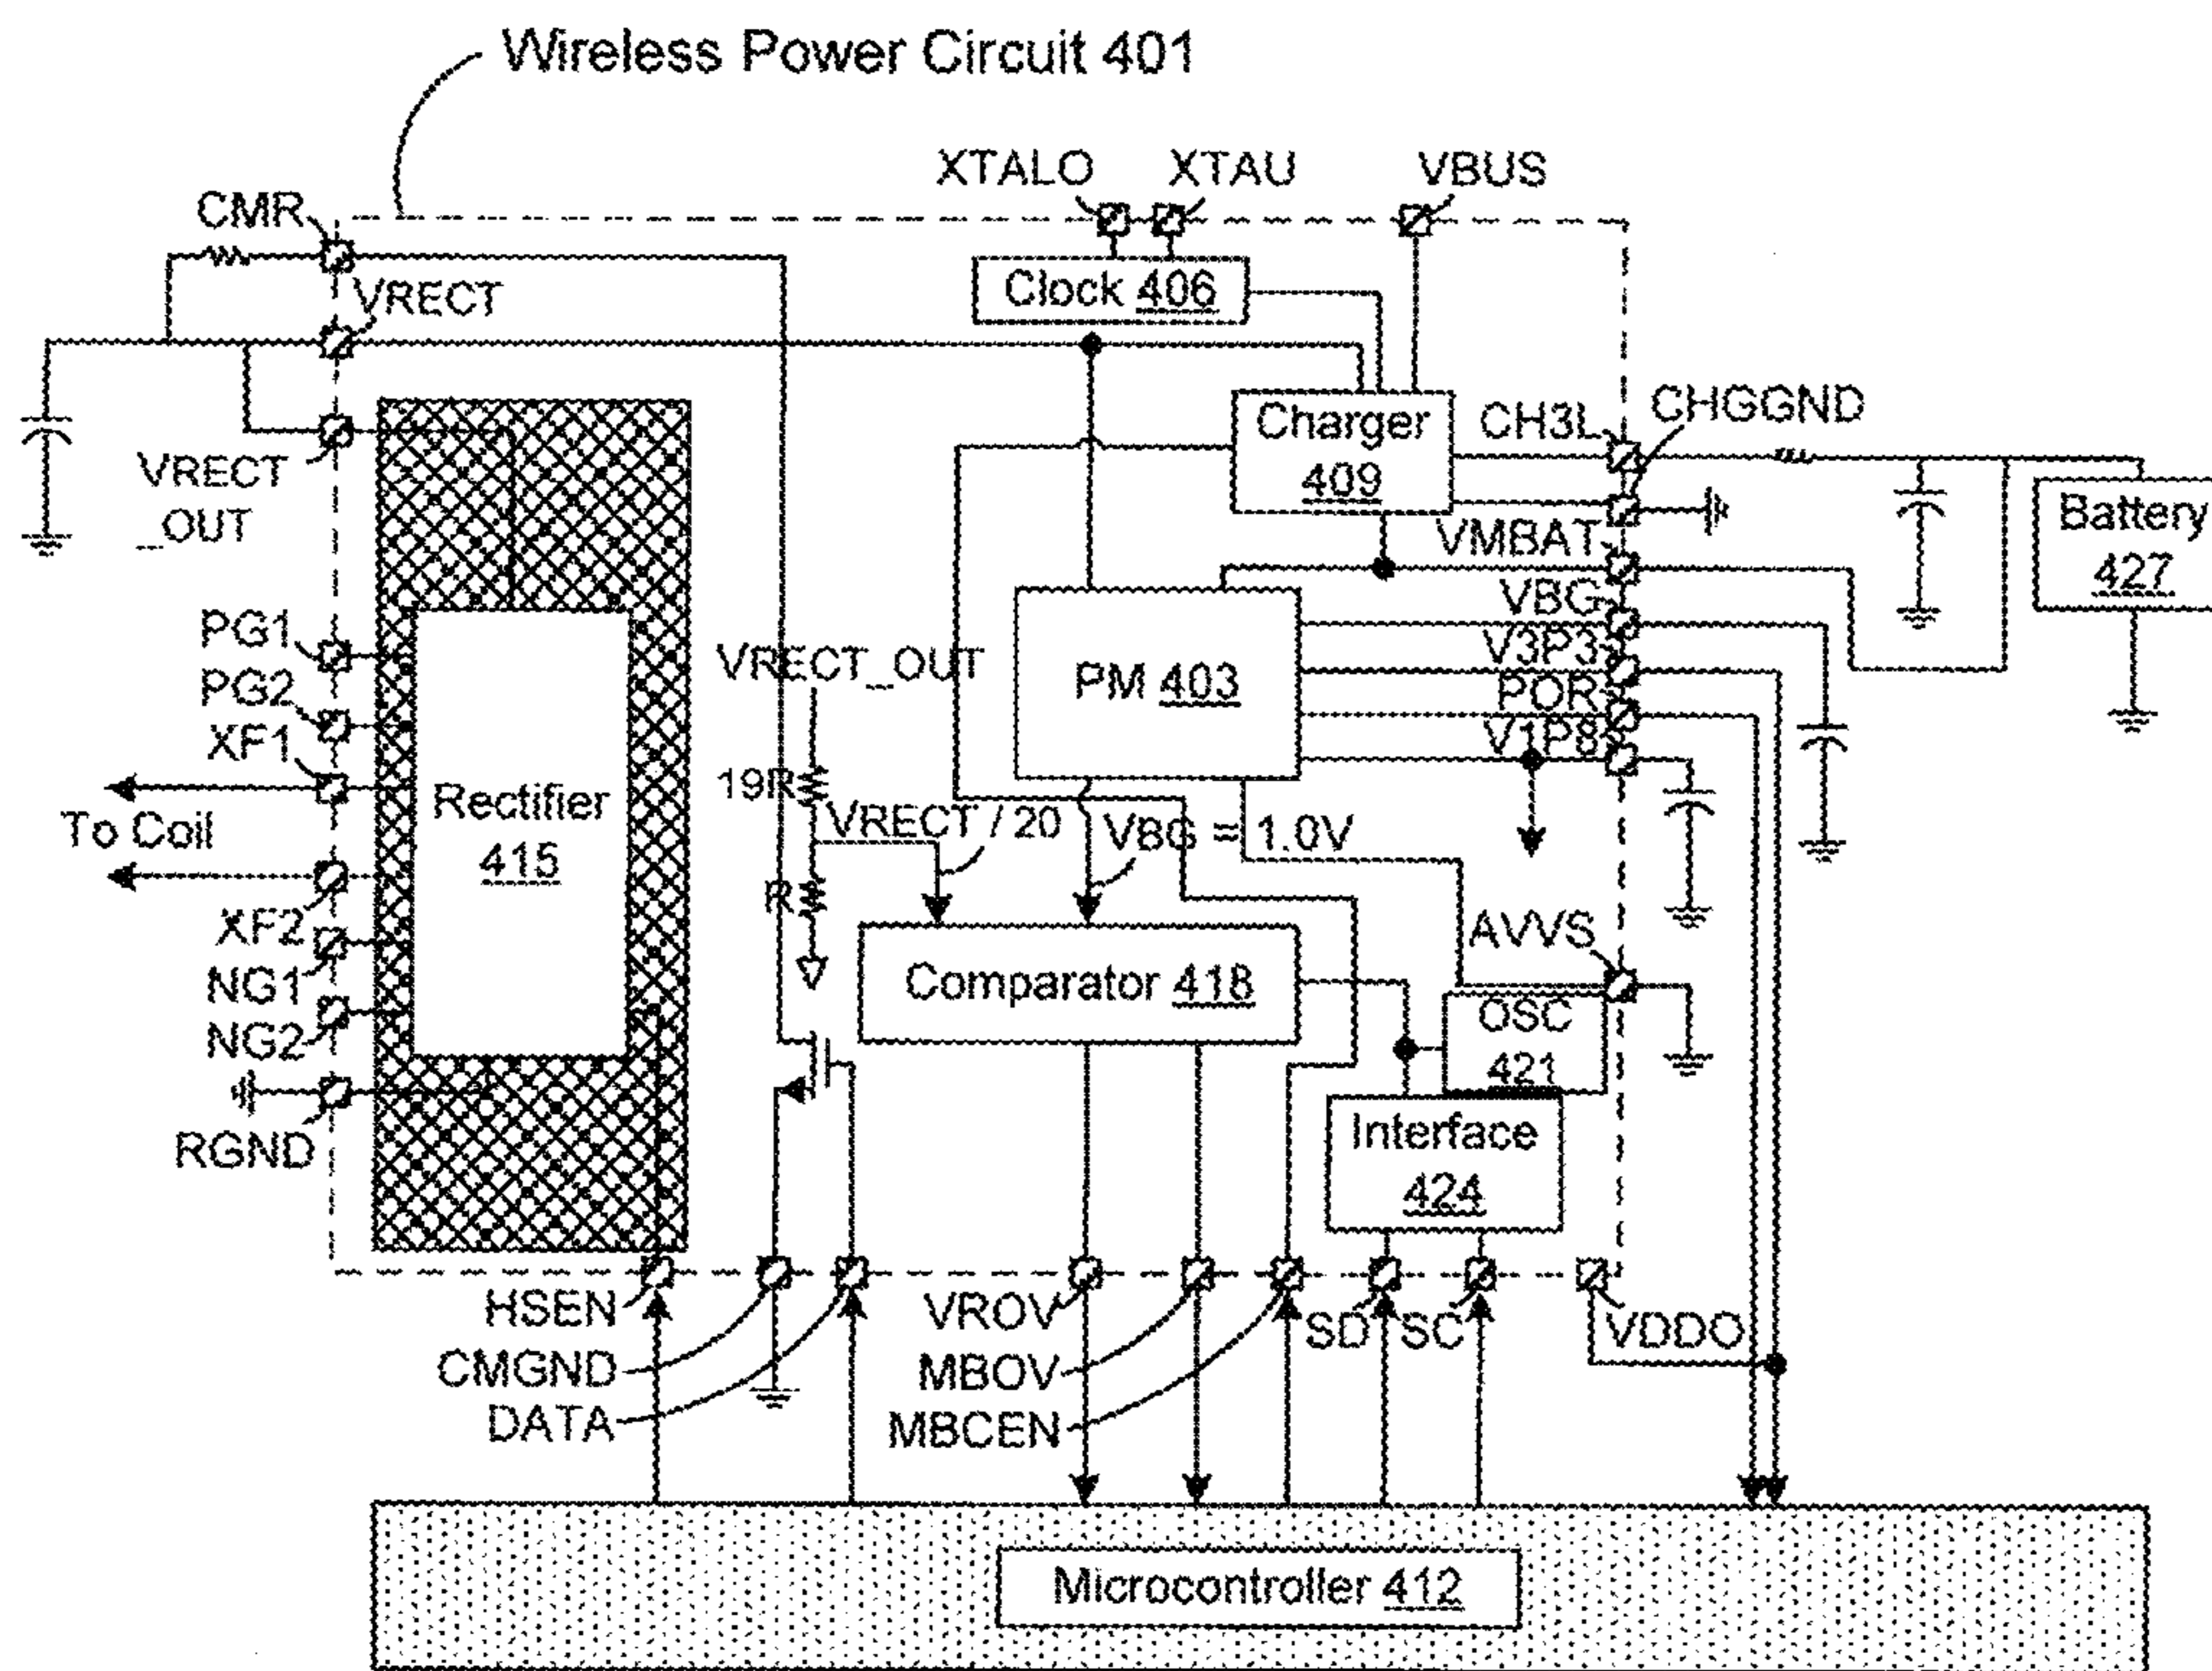 Wireless Power Circuit 401
XTALO
XTAU
VBUS
CMR
VRECT
Clock 406
VRECT
_OUT
Charger
409
CH3L
CHGGND
VMBAT
Battery
427
VBG
V3P3
POR
V1P8
PG1
PG2
XF1
To Coil
XF2
NG1
NG2
RGND
Rectifier
415
VRECT_OUT
19R
R
VRECT / 20
PM 403
VBG = 1.0V
AVVS
Comparator 418
OSC
421
Interface
424
HSEN
CMGND
DATA
VROV
MBOV
MBCEN
SD
SC
VDDO
Microcontroller 412